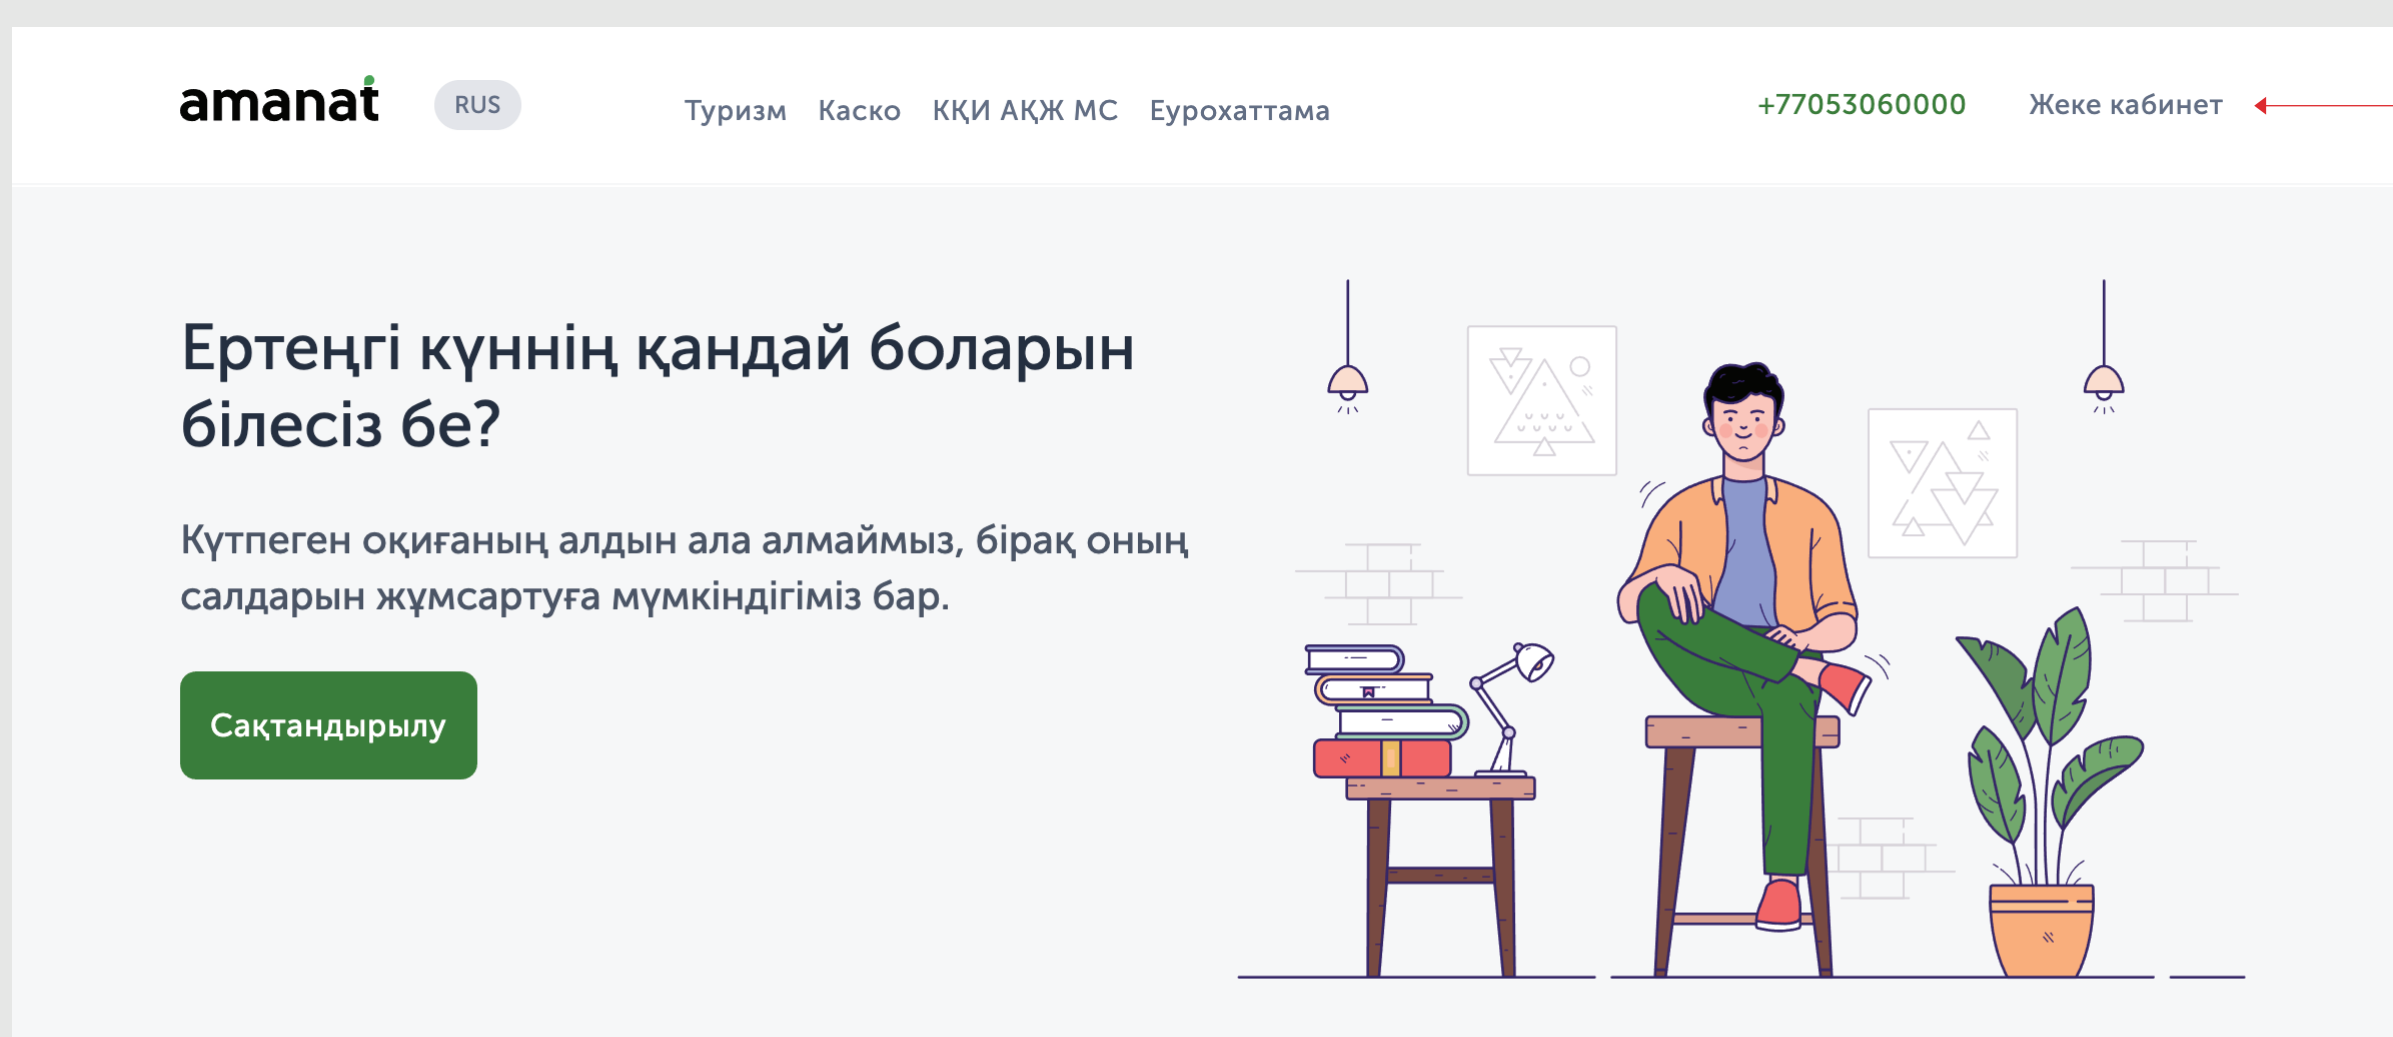 amanat
RUS
Туризм Каско КҚИ АҚЖ МС Еурохаттама
+77053060000 Жеке кабинет
Ертеңгі күннің қандай боларын
білесіз бе?
Күтпеген оқиғаның алдын ала алмаймыз, бірақ оның
салдарын жұмсартуға мүмкіндігіміз бар.
Сақтандырылу